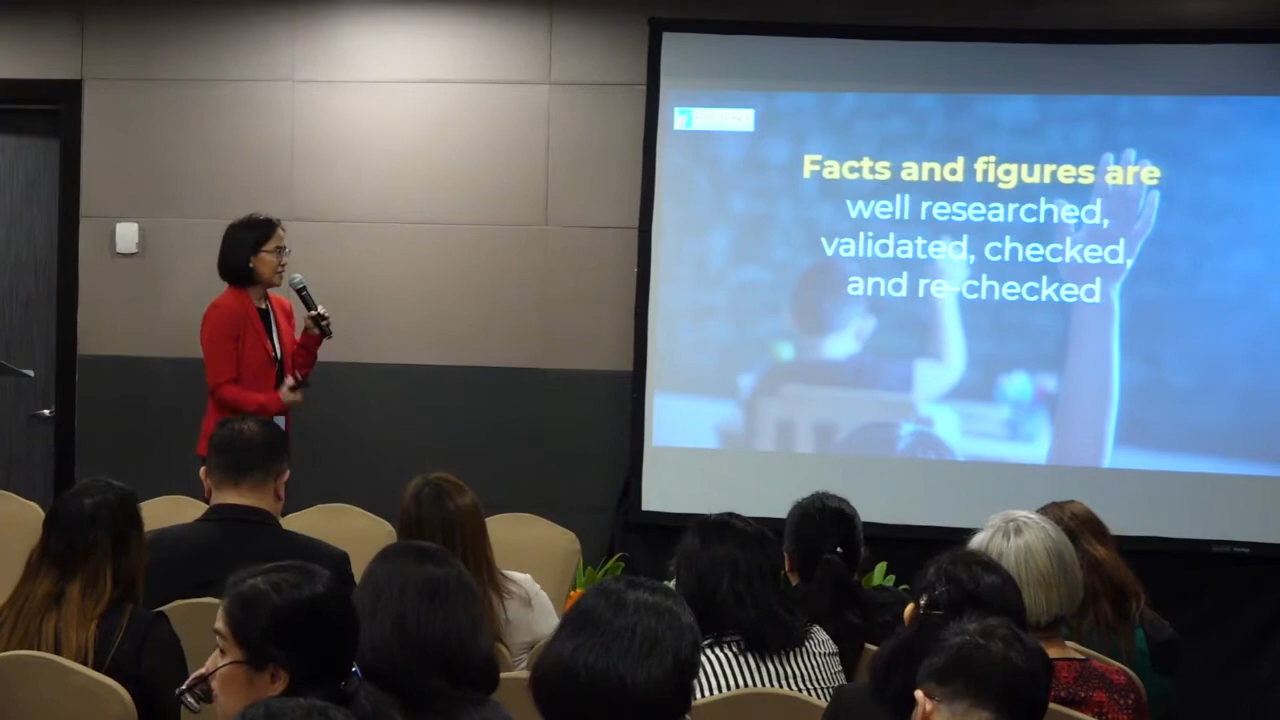 Facts and figures are
well researched,
validated, checked,
and re-checked